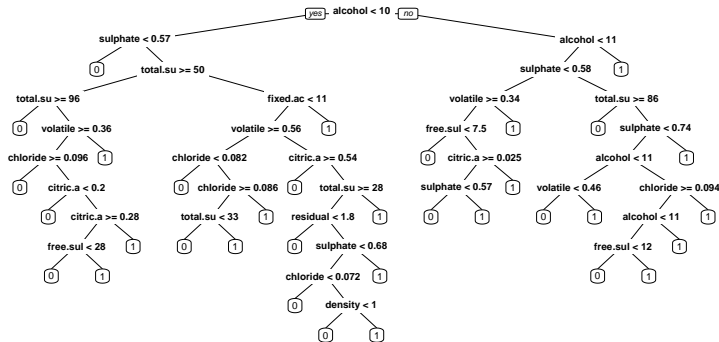 yes alcohol < 10 no
sulphate < 0.57 alcohol < 11
0 total.su >= 50 sulphate < 0.58 1
total.su >= 96 fixed.ac < 11 volatile >= 0.34 total.su >= 86
0 volatile >= 0.36 volatile >= 0.56 1 free.sul < 7.5 1 0 sulphate < 0.74
chloride >= 0.096 1 chloride < 0.082 citric.a >= 0.54 0 citric.a >= 0.025 alcohol < 11 1
0 citric.a < 0.2 0 chloride >= 0.086 0 total.su >= 28 sulphate < 0.57 1 volatile < 0.46 chloride >= 0.094
0 citric.a >= 0.28 total.su < 33 1 residual < 1.8 1 0 1 0 1 alcohol < 11 1
free.sul < 28 1 0 1 0 sulphate < 0.68 free.sul < 12 1
0 1 chloride < 0.072 1 0 1
0 density < 1
0 1